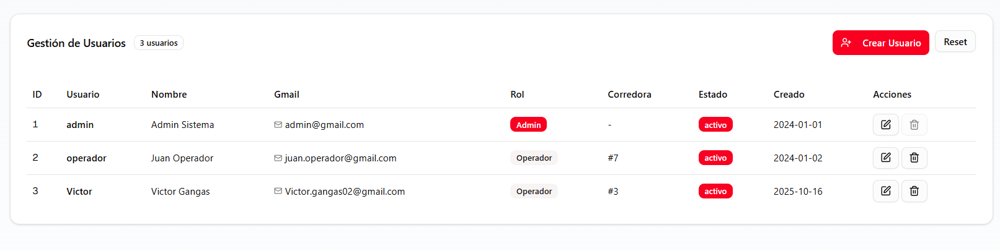 Gestión de Usuarios 3 usuarios Crear Usuario Reset
ID Usuario Nombre Gmail Rol Corredora Estado Creado Acciones
1 admin Admin Sistema admin@gmail.com Admin - activo 2024-01-01
2 operador Juan Operador juan.operador@gmail.com Operador #7 activo 2024-01-02
3 Victor Victor Gangas Victor.gangas02@gmail.com Operador #3 activo 2025-10-16